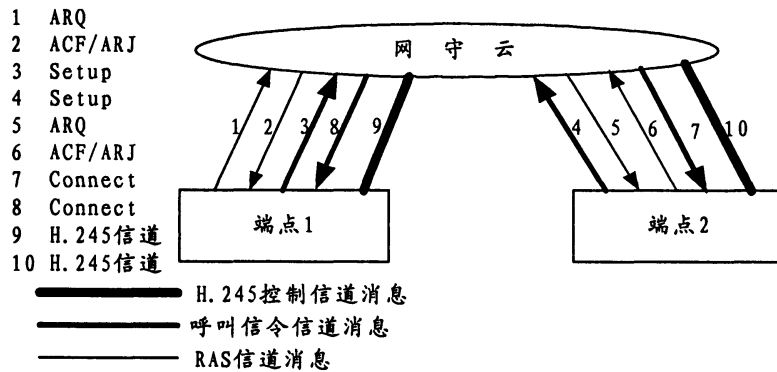 1 ARQ
2 ACF/ARJ
3 Setup
4 Setup
5 ARQ
6 ACF/ARJ
7 Connect
8 Connect
9 H.245信道
10 H.245信道
网守云
1 2 3 8 9
4 5 6 7 10
端点1
端点2
H.245控制信道消息
呼叫信令信道消息
RAS信道消息